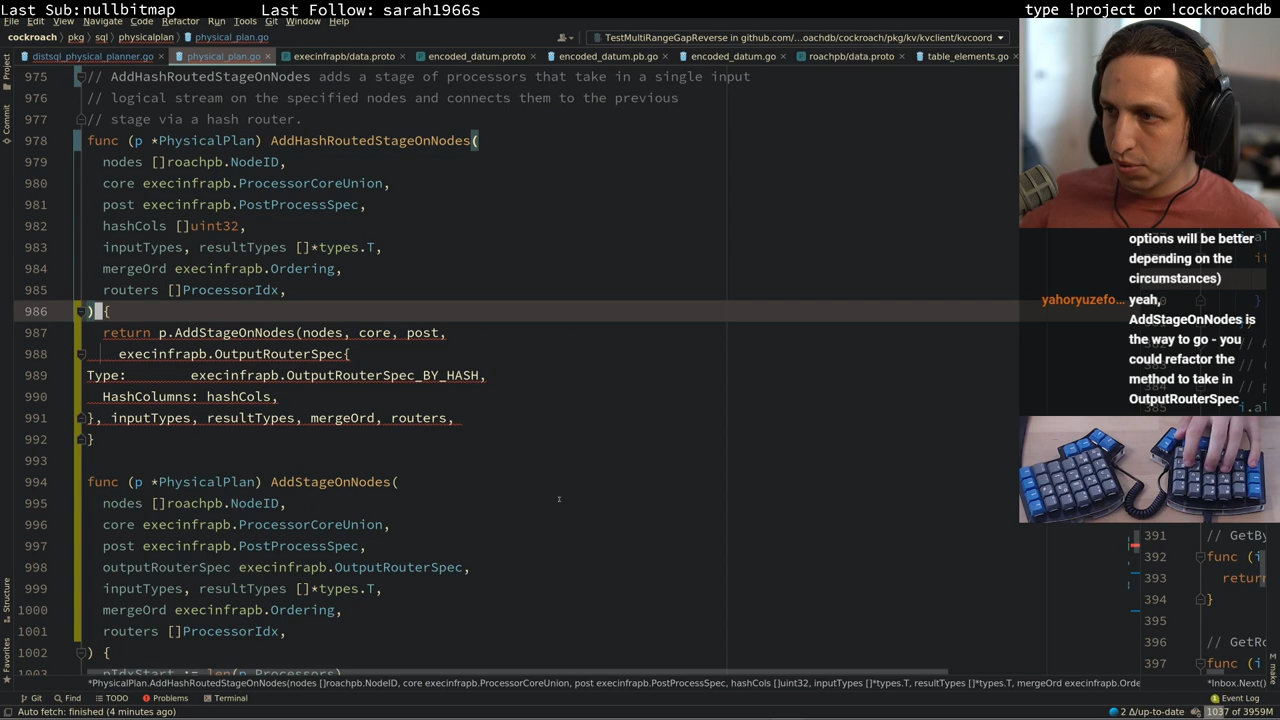 Last Sub:nullbitmap
Last Follow: sarah1966s
type !project or !cockroachdb
File Edit View Navigate Code Refactor Run Tools Git Window Help
cockroach pkg sql physicalplan physical_plan.go
TestMultiRangeGapReverse in github.com/...oachdb/cockroach/pkg/kv/kvclient/kvcoord
distsql_physical_planner.go physical_plan.go execinfrapb/data.proto encoded_datum.proto encoded_datum.pb.go encoded_datum.go roachpb/data.proto table_elements.go
975 // AddHashRoutedStageOnNodes adds a stage of processors that take in a single input
976 // logical stream on the specified nodes and connects them to the previous
977 // stage via a hash router.
978 func (p *PhysicalPlan) AddHashRoutedStageOnNodes(
979 nodes []roachpb.NodeID,
980 core execinfrapb.ProcessorCoreUnion,
981 post execinfrapb.PostProcessSpec,
982 hashCols []uint32,
983 inputTypes, resultTypes []*types.T,
984 mergeOrd execinfrapb.Ordering,
985 routers []ProcessorIdx,
986 ) {
987 return p.AddStageOnNodes(nodes, core, post,
988 execinfrapb.OutputRouterSpec{
989 Type: execinfrapb.OutputRouterSpec_BY_HASH,
990 HashColumns: hashCols,
991 }, inputTypes, resultTypes, mergeOrd, routers,
992 }
993
994 func (p *PhysicalPlan) AddStageOnNodes(
995 nodes []roachpb.NodeID,
996 core execinfrapb.ProcessorCoreUnion,
997 post execinfrapb.PostProcessSpec,
998 outputRouterSpec execinfrapb.OutputRouterSpec,
999 inputTypes, resultTypes []*types.T,
1000 mergeOrd execinfrapb.Ordering,
1001 routers []ProcessorIdx,
1002 ) {
1003 pIdxStart := len(p.Processors)
*PhysicalPlan.AddHashRoutedStageOnNodes(nodes []roachpb.NodeID, core execinfrapb.ProcessorCoreUnion, post execinfrapb.PostProcessSpec, hashCols []uint32, inputTypes []*types.T, resultTypes []*types.T, mergeOrd execinfrapb.Orde
options will be better
depending on the
circumstances)
yahoryuzefo... yeah,
AddStageOnNodes is
the way to go - you
could refactor the
method to take in
OutputRouterSpec
391 // GetBy
392 func (i
393 return
394 }
395
396 // GetRo
397 func (i
*Inbox.Next()
Project
Commit
Structure
Favorites
make
Git Find TODO Problems Terminal
Event Log
Auto fetch: finished (4 minutes ago)
2 Δ/up-to-date 1037 of 3959M